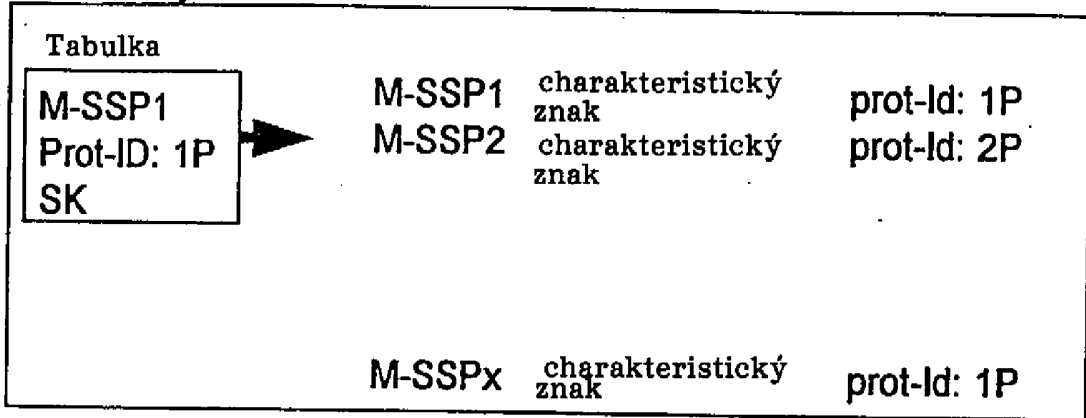 Tabulka
M-SSP1
Prot-ID: 1P
SK
M-SSP1 charakteristický znak prot-Id: 1P
M-SSP2 charakteristický znak prot-Id: 2P
M-SSPx charakteristický znak prot-Id: 1P